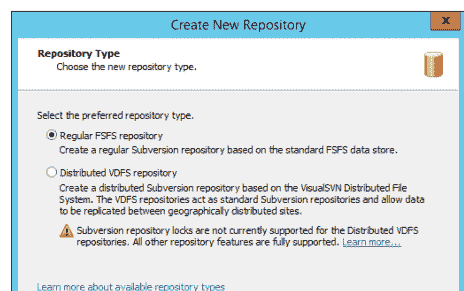 Create New Repository
x
Repository Type
Choose the new repository type.
Select the preferred repository type.
Regular FSFS repository
Create a regular Subversion repository based on the standard FSFS data store.
Distributed VDFS repository
Create a distributed Subversion repository based on the VisualSVN Distributed File
System. The VDFS repositories act as standard Subversion repositories and allow data
to be replicated between geographically distributed sites.
Subversion repository locks are not currently supported for the Distributed VDFS
repositories. All other repository features are fully supported. Learn more...
Learn more about available repository types